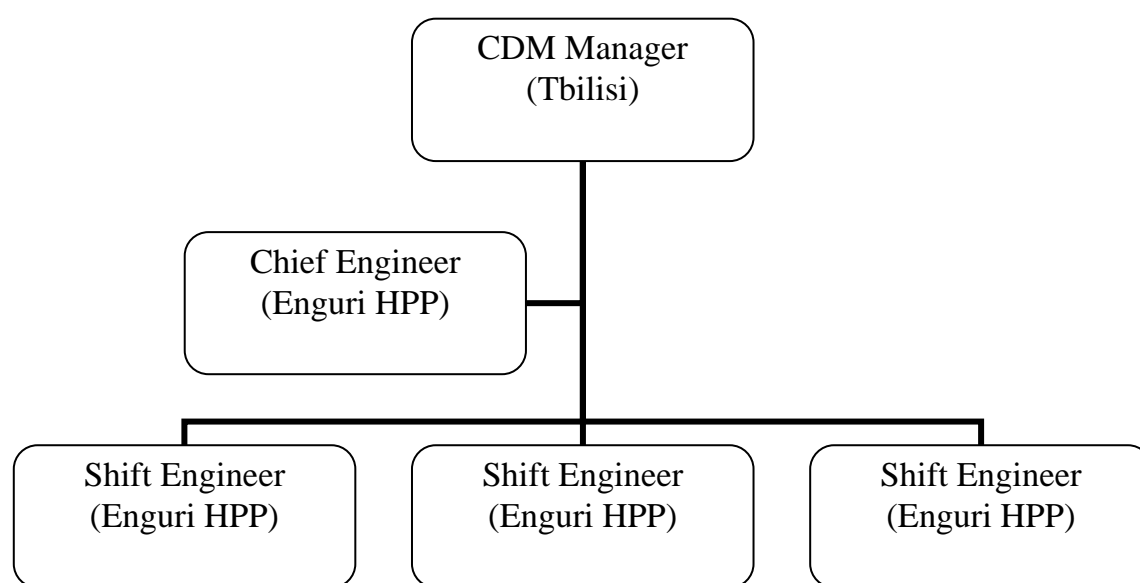 CDM Manager
(Tbilisi)
Chief Engineer
(Enguri HPP)
Shift Engineer
(Enguri HPP)
Shift Engineer
(Enguri HPP)
Shift Engineer
(Enguri HPP)